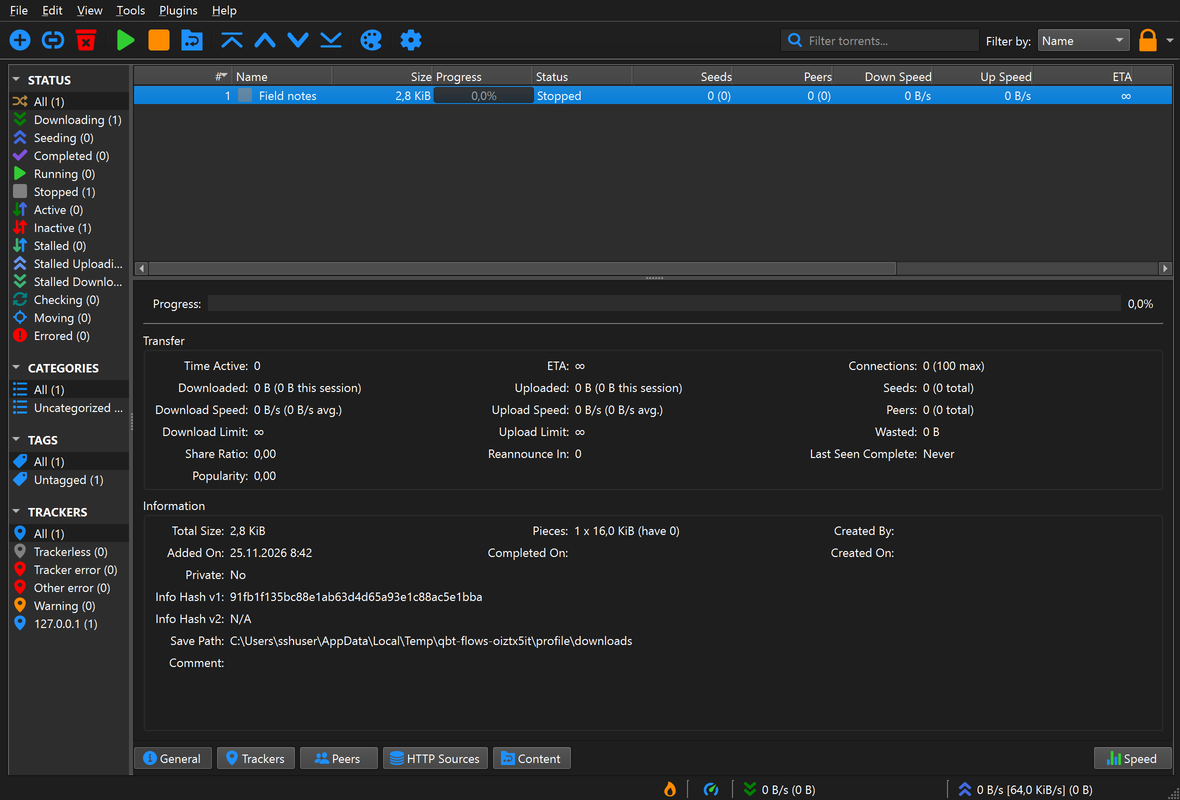 File Edit View Tools Plugins Help
Filter torrents... Filter by: Name
STATUS
All (1)
Downloading (1)
Seeding (0)
Completed (0)
Running (0)
Stopped (1)
Active (0)
Inactive (1)
Stalled (0)
Stalled Uploadi...
Stalled Downlo...
Checking (0)
Moving (0)
Errored (0)
CATEGORIES
All (1)
Uncategorized ...
TAGS
All (1)
Untagged (1)
TRACKERS
All (1)
Trackerless (0)
Tracker error (0)
Other error (0)
Warning (0)
127.0.0.1 (1)
# Name Size Progress Status Seeds Peers Down Speed Up Speed ETA
1 Field notes 2,8 KiB 0,0% Stopped 0 (0) 0 (0) 0 B/s 0 B/s ∞
Progress: 0,0%
Transfer
Time Active: 0 ETA: ∞ Connections: 0 (100 max)
Downloaded: 0 B (0 B this session) Uploaded: 0 B (0 B this session) Seeds: 0 (0 total)
Download Speed: 0 B/s (0 B/s avg.) Upload Speed: 0 B/s (0 B/s avg.) Peers: 0 (0 total)
Download Limit: ∞ Upload Limit: ∞ Wasted: 0 B
Share Ratio: 0,00 Reannounce In: 0 Last Seen Complete: Never
Popularity: 0,00
Information
Total Size: 2,8 KiB Pieces: 1 x 16,0 KiB (have 0) Created By:
Added On: 25.11.2026 8:42 Completed On: Created On:
Private: No
Info Hash v1: 91fb1f135bc88e1ab63d4d65a93e1c88ac5e1bba
Info Hash v2: N/A
Save Path: C:\Users\sshuser\AppData\Local\Temp\qbt-flows-oiztx5it\profile\downloads
Comment:
General Trackers Peers HTTP Sources Content Speed
0 B/s (0 B) 0 B/s [64,0 KiB/s] (0 B)